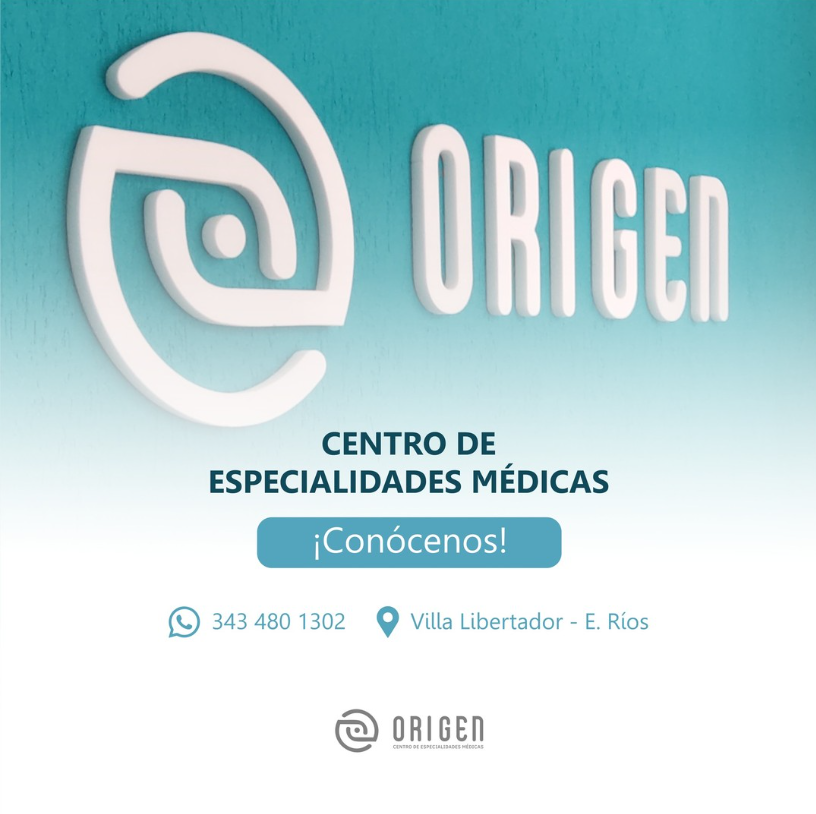 ORIGEN
CENTRO DE
ESPECIALIDADES MÉDICAS
¡Conócenos!
343 480 1302
Villa Libertador - E. Ríos
ORIGEN
CENTRO DE ESPECIALIDADES MÉDICAS